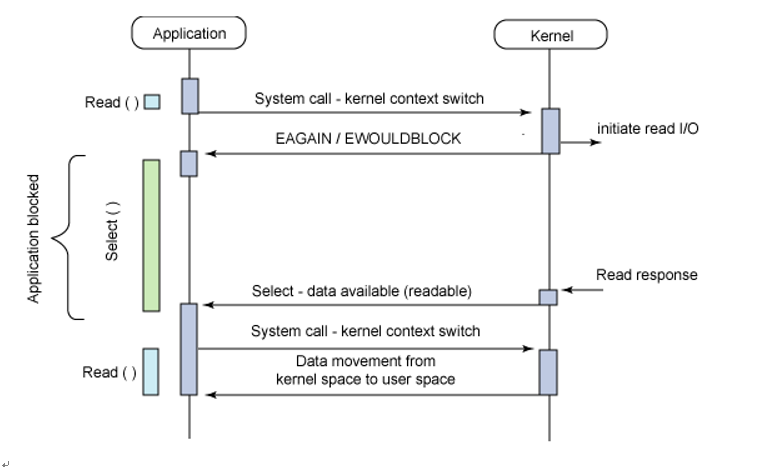 Application
Kernel
Read ( )
System call - kernel context switch
initiate read I/O
EAGAIN / EWOULDBLOCK
Application blocked
Select ( )
Read response
Select - data available (readable)
System call - kernel context switch
Read ( )
Data movement from
kernel space to user space